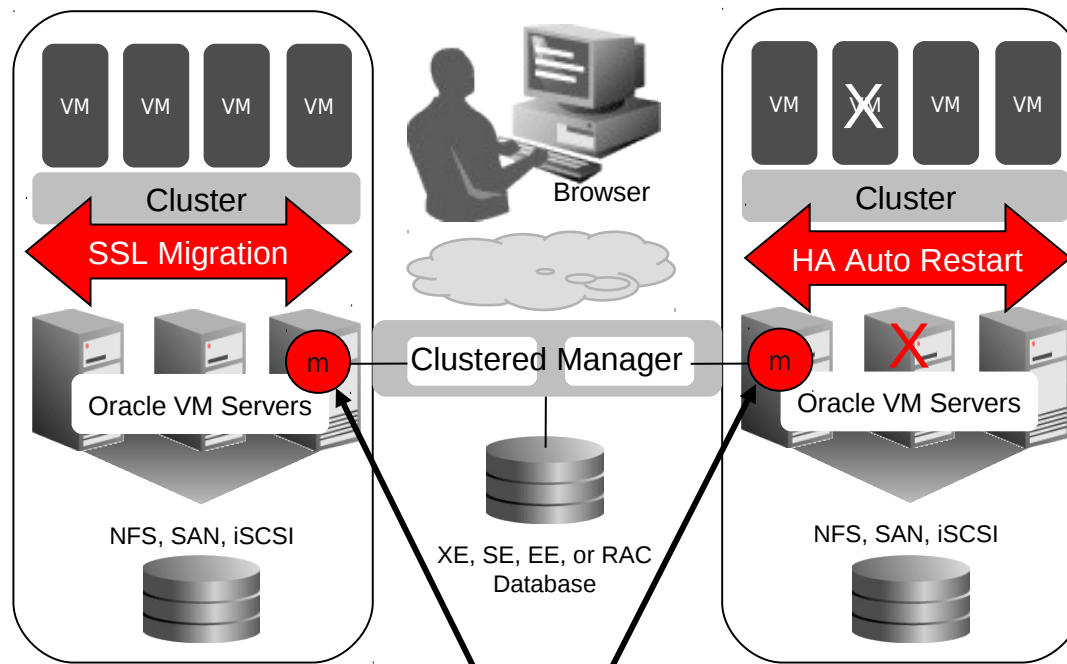 VM
VM
VM
VM
Cluster
SSL Migration
m
Oracle VM Servers
NFS, SAN, iSCSI
Browser
Clustered Manager
XE, SE, EE, or RAC
Database
VM
VM
VM
VM
X
Cluster
HA Auto Restart
m
X
Oracle VM Servers
NFS, SAN, iSCSI